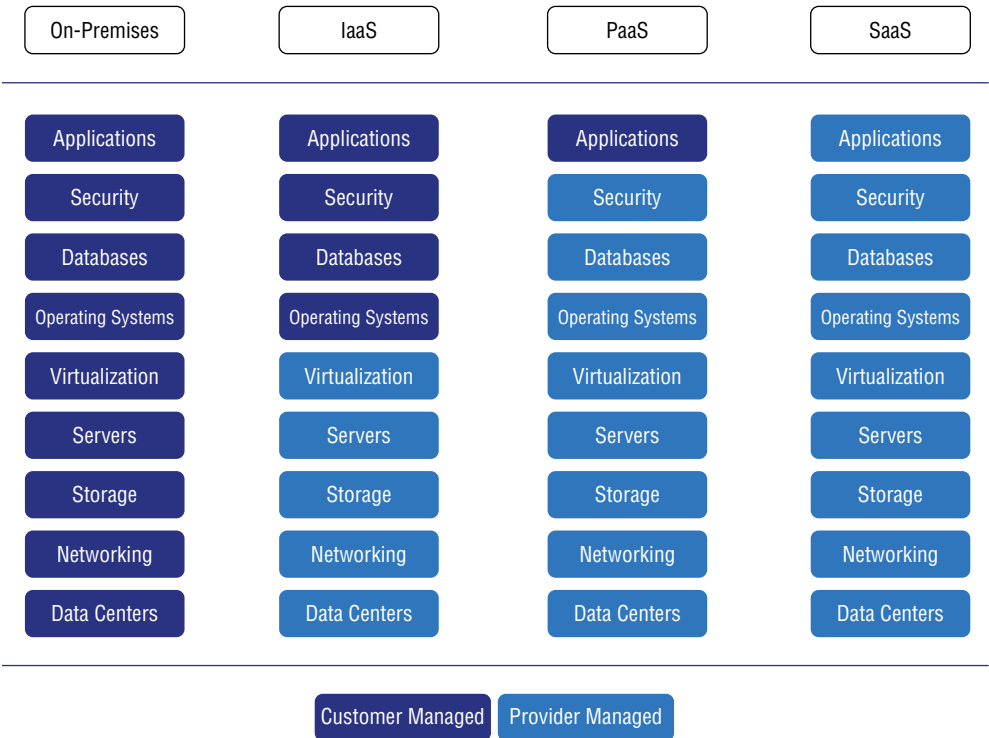 On-Premises IaaS PaaS SaaS
Applications Applications Applications Applications
Security Security Security Security
Databases Databases Databases Databases
Operating Systems Operating Systems Operating Systems Operating Systems
Virtualization Virtualization Virtualization Virtualization
Servers Servers Servers Servers
Storage Storage Storage Storage
Networking Networking Networking Networking
Data Centers Data Centers Data Centers Data Centers
Customer Managed Provider Managed